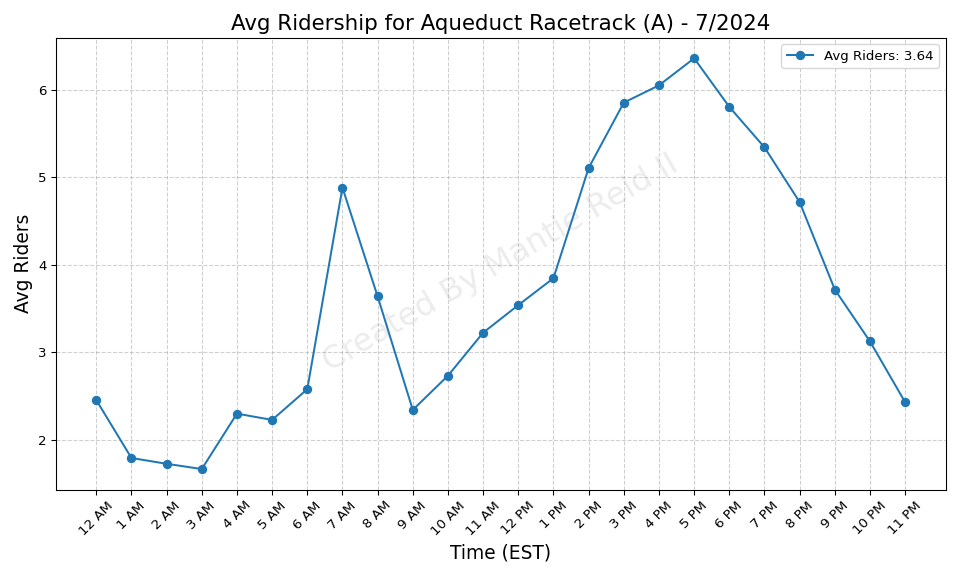 Avg Ridership for Aqueduct Racetrack (A) - 7/2024
Avg Riders: 3.64
6
5
4
3
2
Avg Riders
Created By Mantie Reid II
12 AM
1 AM
2 AM
3 AM
4 AM
5 AM
6 AM
7 AM
8 AM
9 AM
10 AM
11 AM
12 PM
1 PM
2 PM
3 PM
4 PM
5 PM
6 PM
7 PM
8 PM
9 PM
10 PM
11 PM
Time (EST)